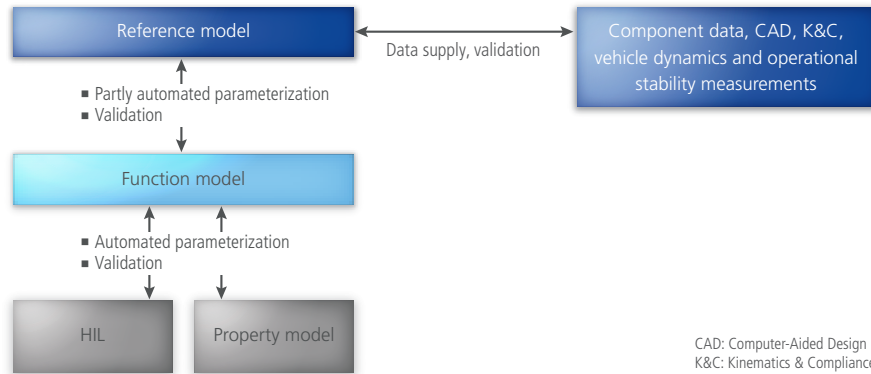 Reference model
Data supply, validation
Component data, CAD, K&C,
vehicle dynamics and operational
stability measurements
■ Partly automated parameterization
■ Validation
Function model
■ Automated parameterization
■ Validation
HIL
Property model
CAD: Computer-Aided Design
K&C: Kinematics & Compliance